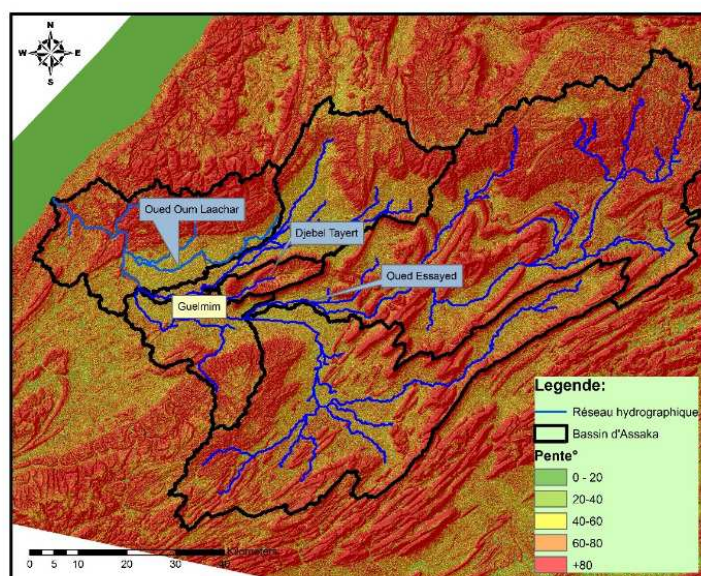 N
W E
S
Oued Oum Laachar
Djebel Tayert
Oued Essayed
Guelmim
Legende:
Réseau hydrographique
Bassin d'Assaka
Pente°
0 - 20
20-40
40-60
60-80
+80
0 5 10 20 30 40